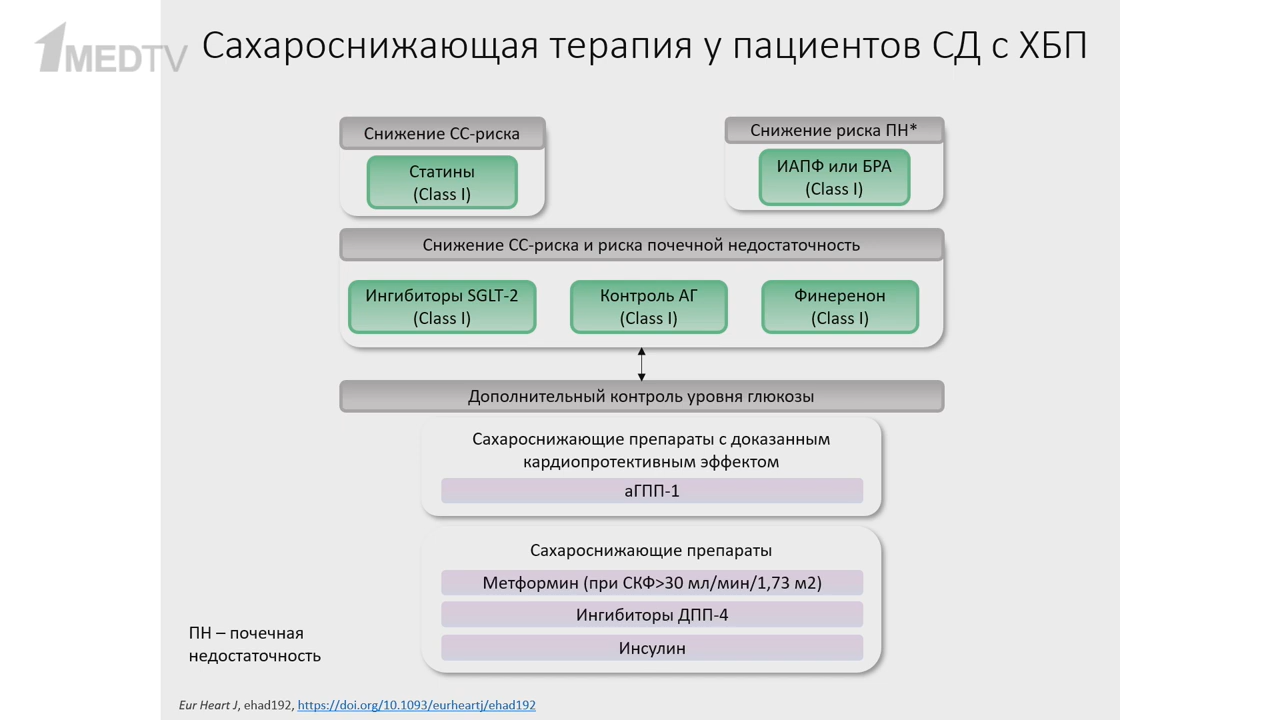 1MEDTV
Сахароснижающая терапия у пациентов СД с ХБП
Снижение СС-риска
Статины
(Class I)
Снижение риска ПН*
ИАПФ или БРА
(Class I)
Снижение СС-риска и риска почечной недостаточность
Ингибиторы SGLT-2
(Class I)
Контроль АГ
(Class I)
Финеренон
(Class I)
Дополнительный контроль уровня глюкозы
Сахароснижающие препараты с доказанным
кардиопротективным эффектом
аГПП-1
Сахароснижающие препараты
Метформин (при СКФ>30 мл/мин/1,73 м2)
Ингибиторы ДПП-4
Инсулин
ПН – почечная
недостаточность
Eur Heart J, ehad192, https://doi.org/10.1093/eurheartj/ehad192